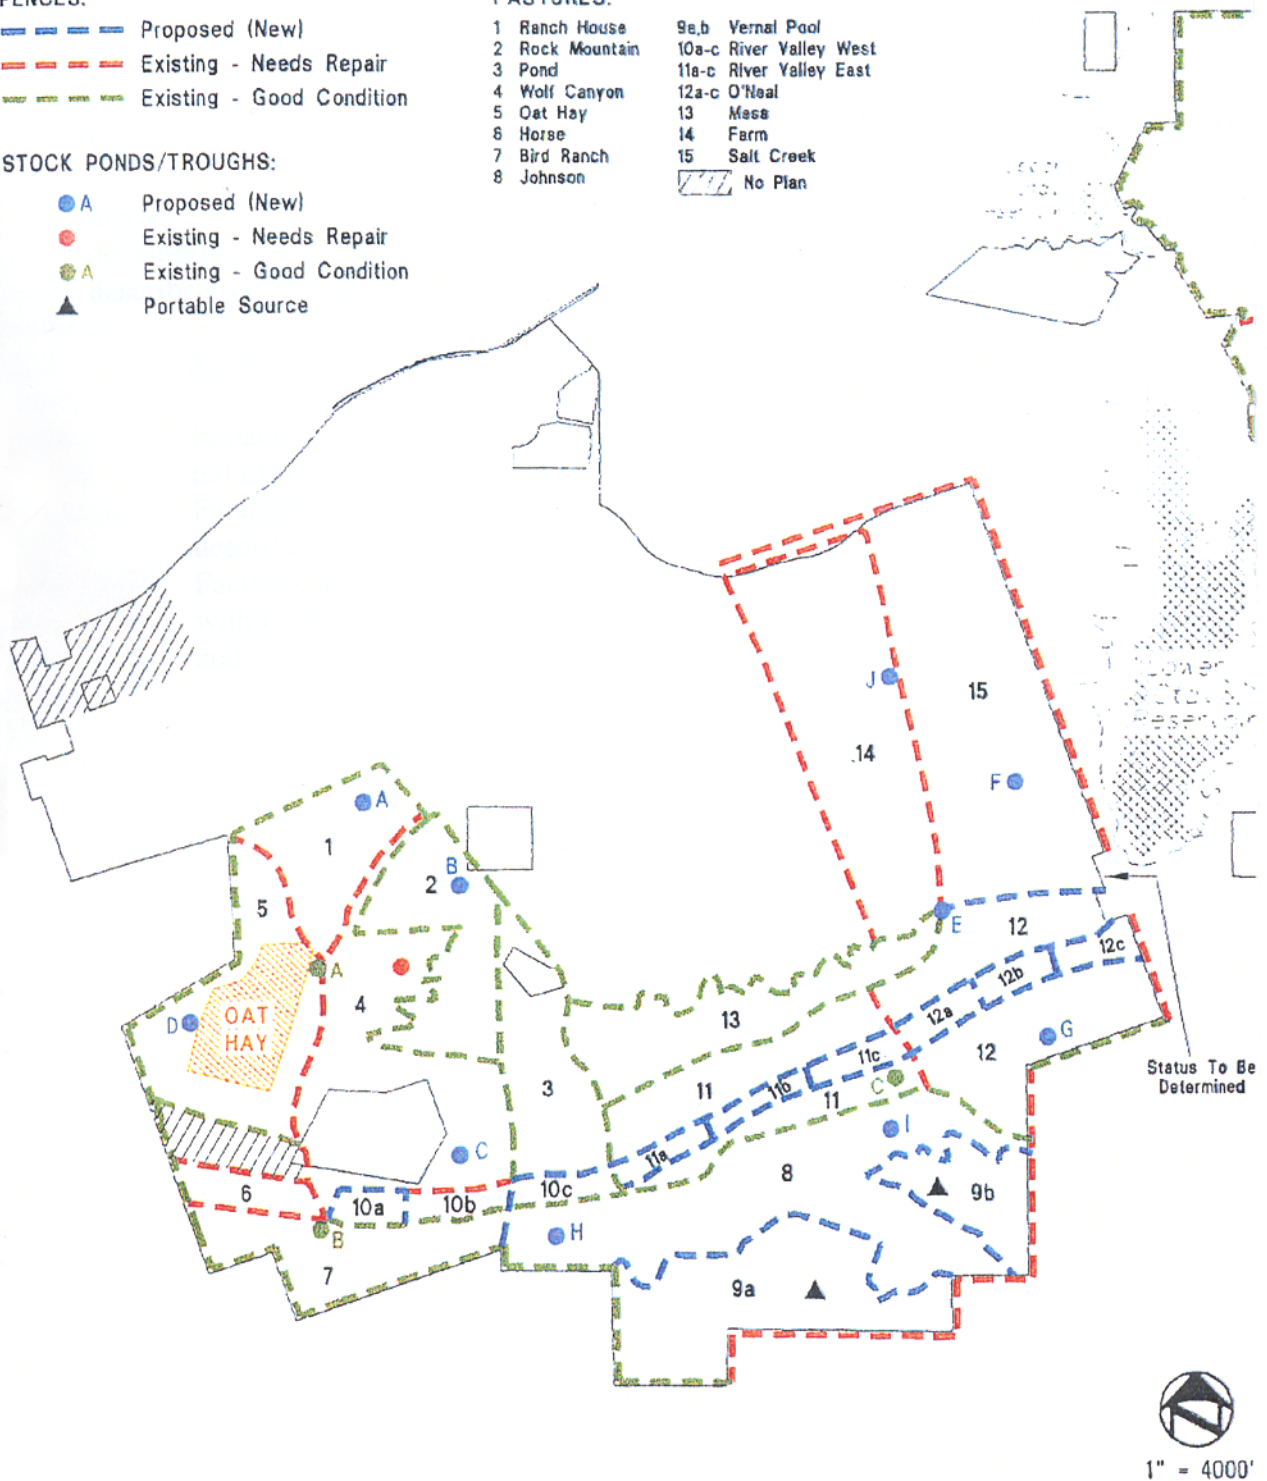 FENCES:
Proposed (New)
Existing - Needs Repair
Existing - Good Condition
STOCK PONDS/TROUGHS:
A Proposed (New)
Existing - Needs Repair
A Existing - Good Condition
Portable Source
PASTURES:
1 Ranch House
2 Rock Mountain
3 Pond
4 Wolf Canyon
5 Oat Hay
6 Horse
7 Bird Ranch
8 Johnson
9a,b Vernal Pool
10a-c River Valley West
11a-c River Valley East
12a-c O'Neal
13 Mesa
14 Farm
15 Salt Creek
No Plan
J
15
14
F
Lower
Reservoir
A
1
B
2
5
E
12
12c
A
12b
4
D
OAT
HAY
13
12a
G
11c
12
Status To Be
Determined
3
11
11b
C
11
I
C
11a
8
6
10a
10b
10c
9b
B
H
7
9a
1" = 4000'